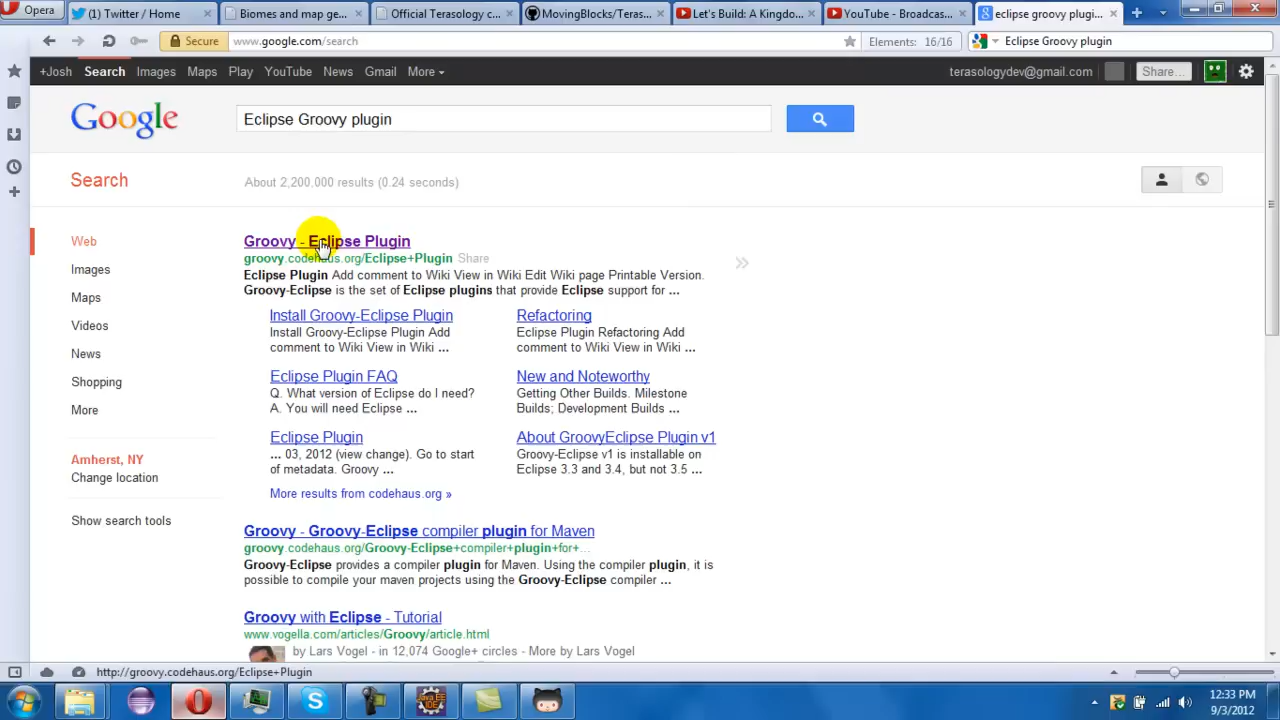 Opera
(1) Twitter / Home
Biomes and map ge...
Official Terasology c...
MovingBlocks/Teras...
Let's Build: A Kingdo...
YouTube - Broadcas...
eclipse groovy plugi...
Secure
www.google.com/search
Elements: 16/16
Eclipse Groovy plugin
+Josh Search Images Maps Play YouTube News Gmail More
terasologydev@gmail.com
Share...
Google
Eclipse Groovy plugin
Search
About 2,200,000 results (0.24 seconds)
Web
Images
Maps
Videos
News
Shopping
More
Amherst, NY
Change location
Show search tools
Groovy - Eclipse Plugin
groovy.codehaus.org/Eclipse+Plugin Share
Eclipse Plugin Add comment to Wiki View in Wiki Edit Wiki page Printable Version.
Groovy-Eclipse is the set of Eclipse plugins that provide Eclipse support for ...
Install Groovy-Eclipse Plugin
Install Groovy-Eclipse Plugin Add
comment to Wiki View in Wiki ...
Refactoring
Eclipse Plugin Refactoring Add
comment to Wiki View in Wiki ...
Eclipse Plugin FAQ
Q. What version of Eclipse do I need?
A. You will need Eclipse ...
New and Noteworthy
Getting Other Builds. Milestone
Builds; Development Builds ...
Eclipse Plugin
... 03, 2012 (view change). Go to start
of metadata. Groovy ...
About GroovyEclipse Plugin v1
Groovy-Eclipse v1 is installable on
Eclipse 3.3 and 3.4, but not 3.5 ...
More results from codehaus.org »
Groovy - Groovy-Eclipse compiler plugin for Maven
groovy.codehaus.org/Groovy-Eclipse+compiler+plugin+for+...
Groovy-Eclipse provides a compiler plugin for Maven. Using the compiler plugin, it is
possible to compile your maven projects using the Groovy-Eclipse compiler ...
Groovy with Eclipse - Tutorial
www.vogella.com/articles/Groovy/article.html
by Lars Vogel - in 12,074 Google+ circles - More by Lars Vogel
http://groovy.codehaus.org/Eclipse+Plugin
12:33 PM
9/3/2012